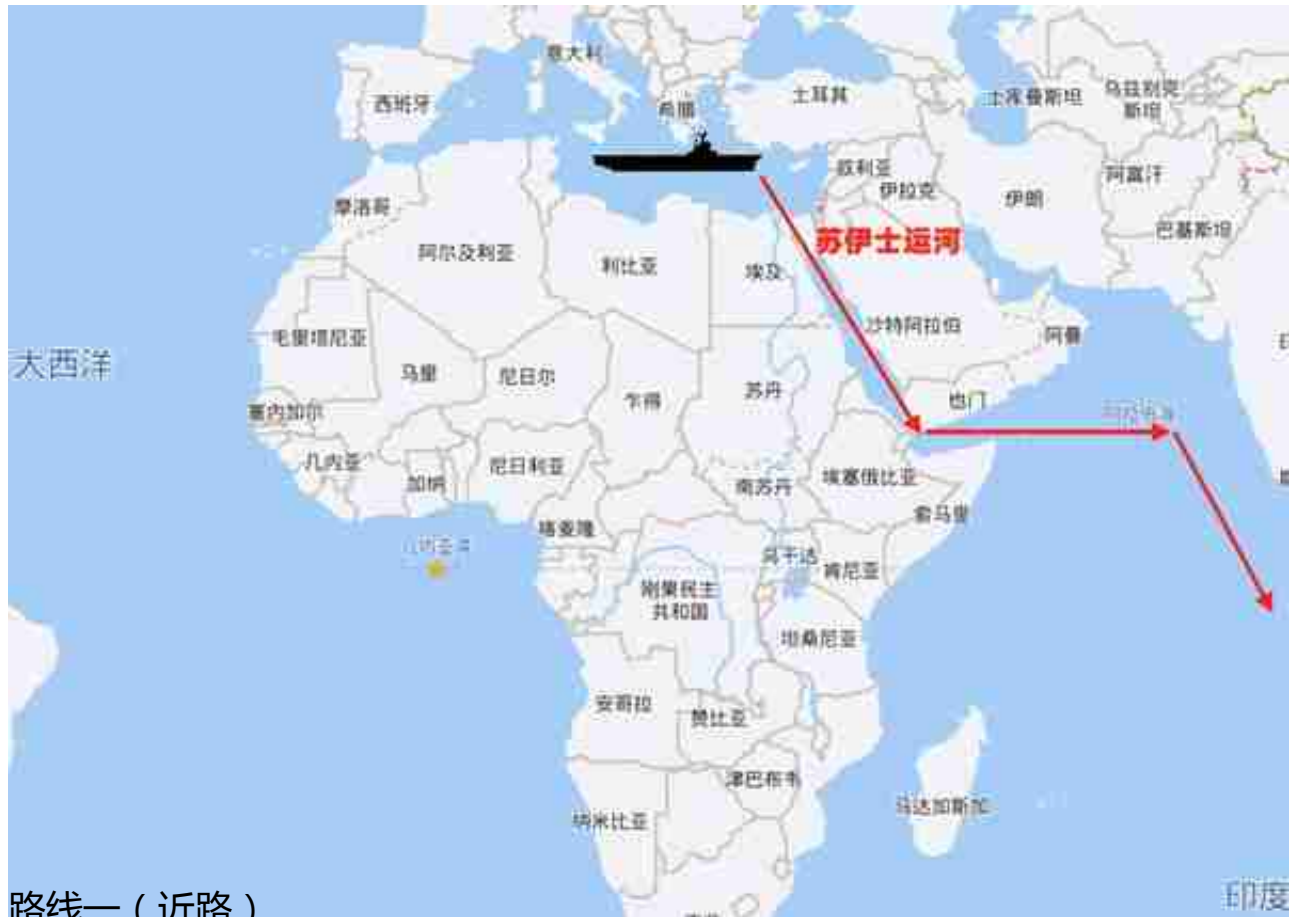 意大利
西班牙
希腊
土耳其
土库曼斯坦
乌兹别克
斯坦
叙利亚
伊拉克
伊朗
阿富汗
巴基斯坦
摩洛哥
阿尔及利亚
利比亚
埃及
苏伊士运河
沙特阿拉伯
阿曼
毛里塔尼亚
大西洋
马里
尼日尔
乍得
苏丹
也门
塞内加尔
几内亚
加纳
尼日利亚
南苏丹
埃塞俄比亚
索马里
喀麦隆
乌干达
肯尼亚
刚果民主
共和国
坦桑尼亚
安哥拉
赞比亚
津巴布韦
纳米比亚
马达加斯加
印度
路线一（近路）